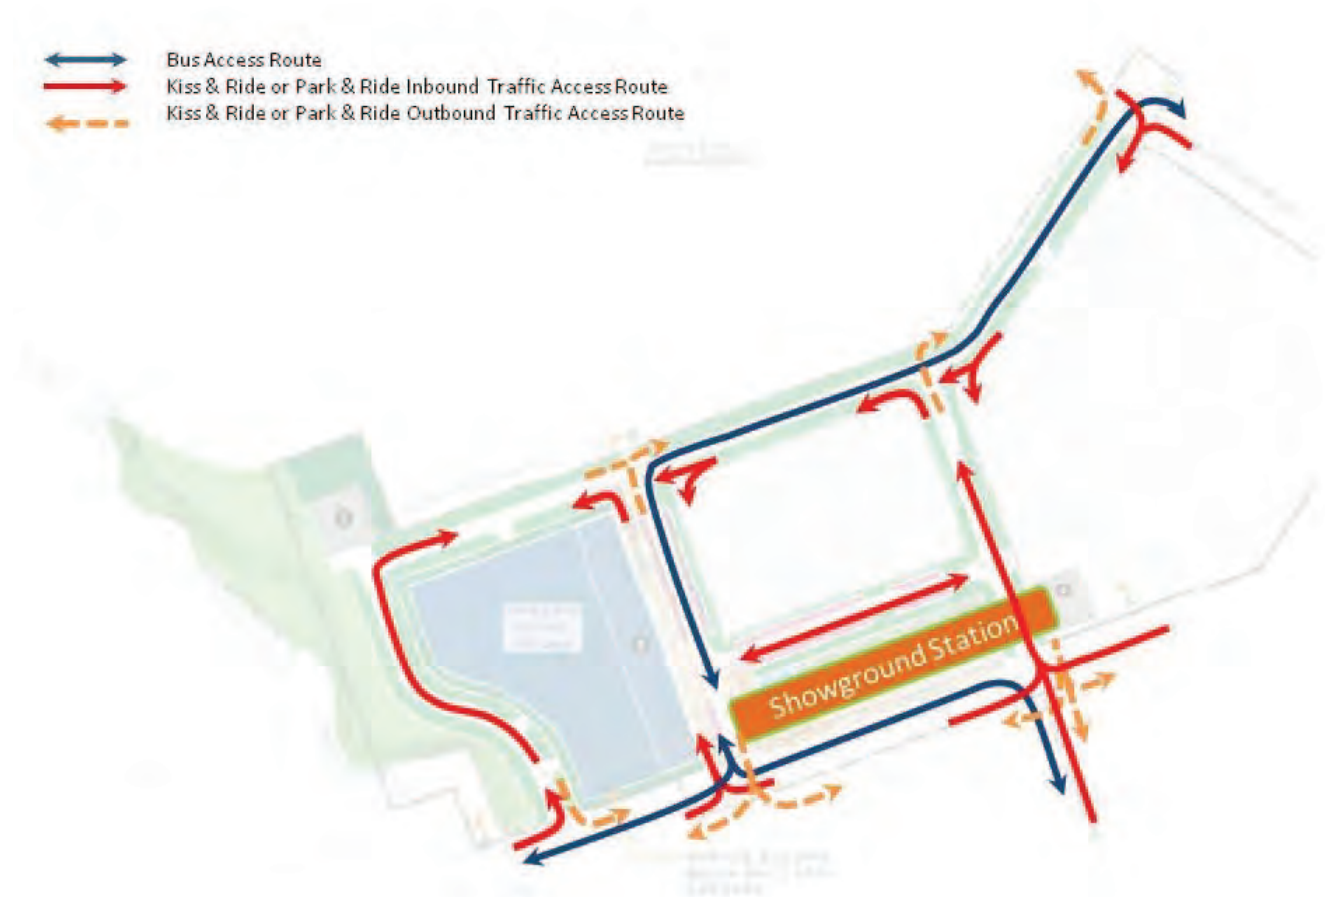 Bus Access Route
Kiss & Ride or Park & Ride Inbound Traffic Access Route
Kiss & Ride or Park & Ride Outbound Traffic Access Route
Showground Station